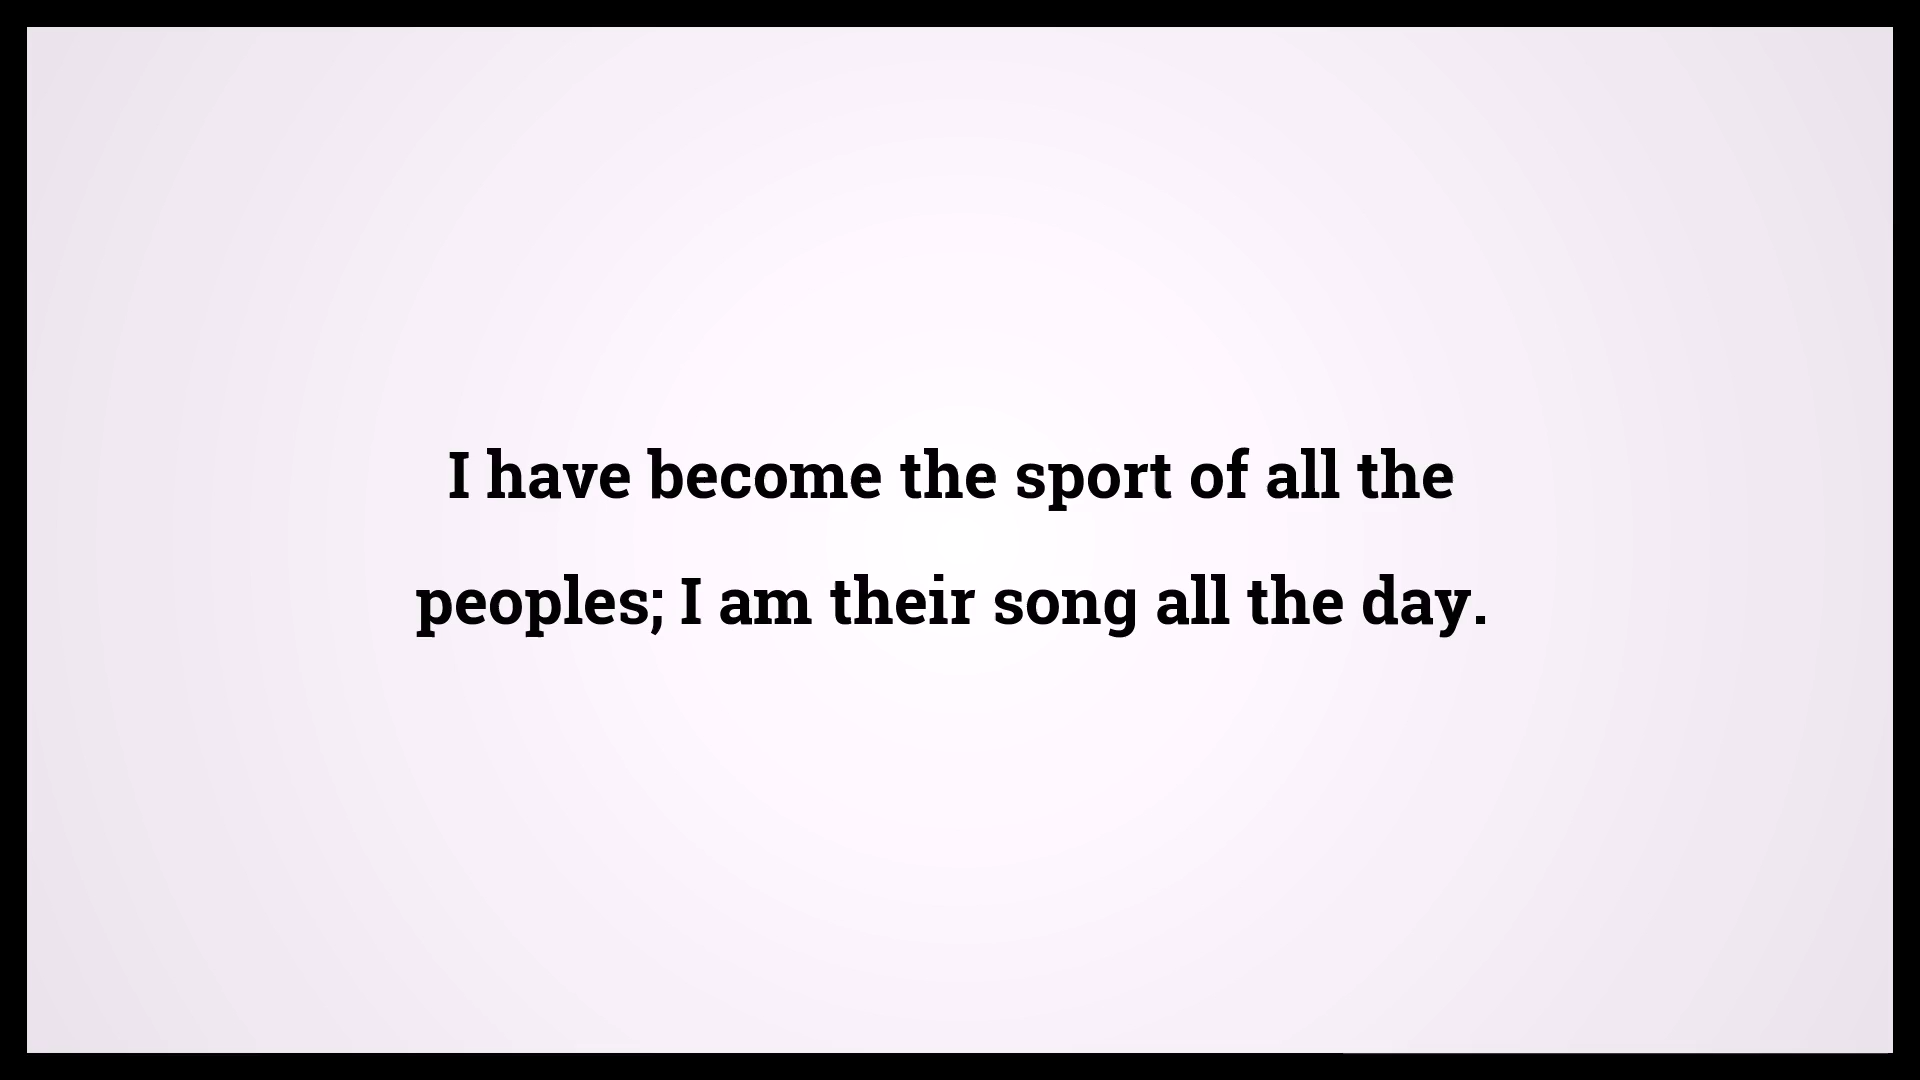 I have become the sport of all the
peoples; I am their song all the day.